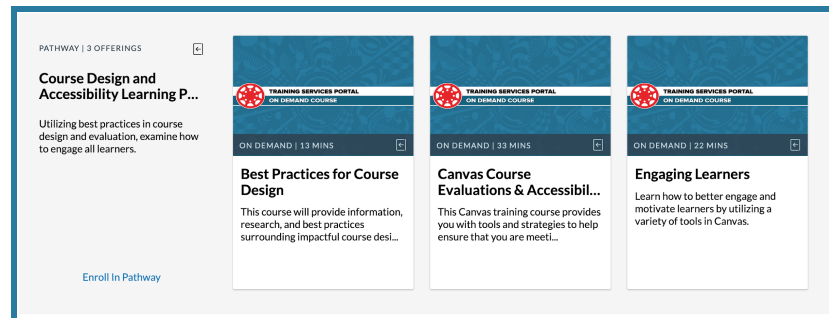 PATHWAY | 3 OFFERINGS
Course Design and
Accessibility Learning P...
Utilizing best practices in course
design and evaluation, examine how
to engage all learners.
Enroll In Pathway
TRAINING SERVICES PORTAL
ON DEMAND COURSE
ON DEMAND | 13 MINS
Best Practices for Course
Design
This course will provide information,
research, and best practices
surrounding impactful course desi...
TRAINING SERVICES PORTAL
ON DEMAND COURSE
ON DEMAND | 33 MINS
Canvas Course
Evaluations & Accessibil...
This Canvas training course provides
you with tools and strategies to help
ensure that you are meeti...
TRAINING SERVICES PORTAL
ON DEMAND COURSE
ON DEMAND | 22 MINS
Engaging Learners
Learn how to better engage and
motivate learners by utilizing a
variety of tools in Canvas.